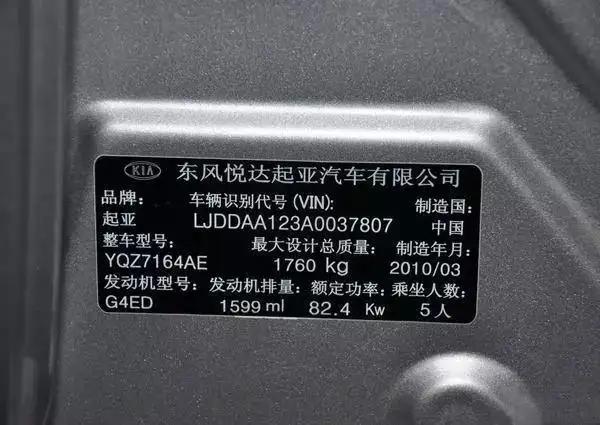 KIA 东风悦达起亚汽车有限公司
品牌: 车辆识别代号 (VIN): 制造国:
起亚 LJDDAA123A0037807 中国
整车型号: 最大设计总质量: 制造年月:
YQZ7164AE 1760 kg 2010/03
发动机型号: 发动机排量: 额定功率: 乘坐人数:
G4ED 1599 ml 82.4 Kw 5人